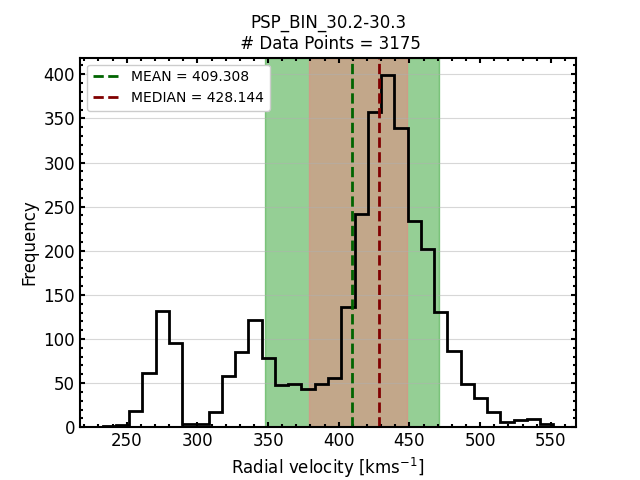 PSP_BIN_30.2-30.3
# Data Points = 3175
MEAN = 409.308
MEDIAN = 428.144
400
350
300
250
200
150
100
50
0
Frequency
250 300 350 400 450 500 550
Radial velocity [kms⁻¹]